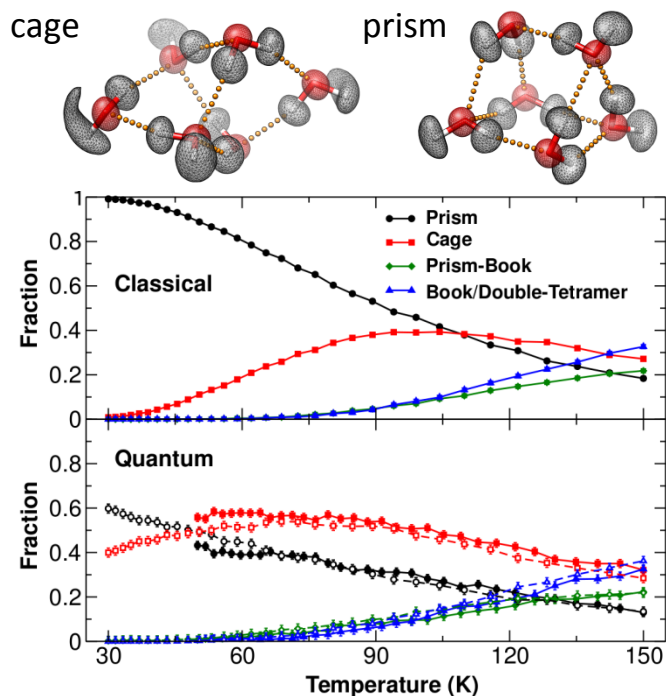 cage
prism
1
0.8
0.6
0.4
0.2
0
Fraction
Classical
Prism
Cage
Prism-Book
Book/Double-Tetramer
0.8
0.6
0.4
0.2
0
Fraction
Quantum
30 60 90 120 150
Temperature (K)